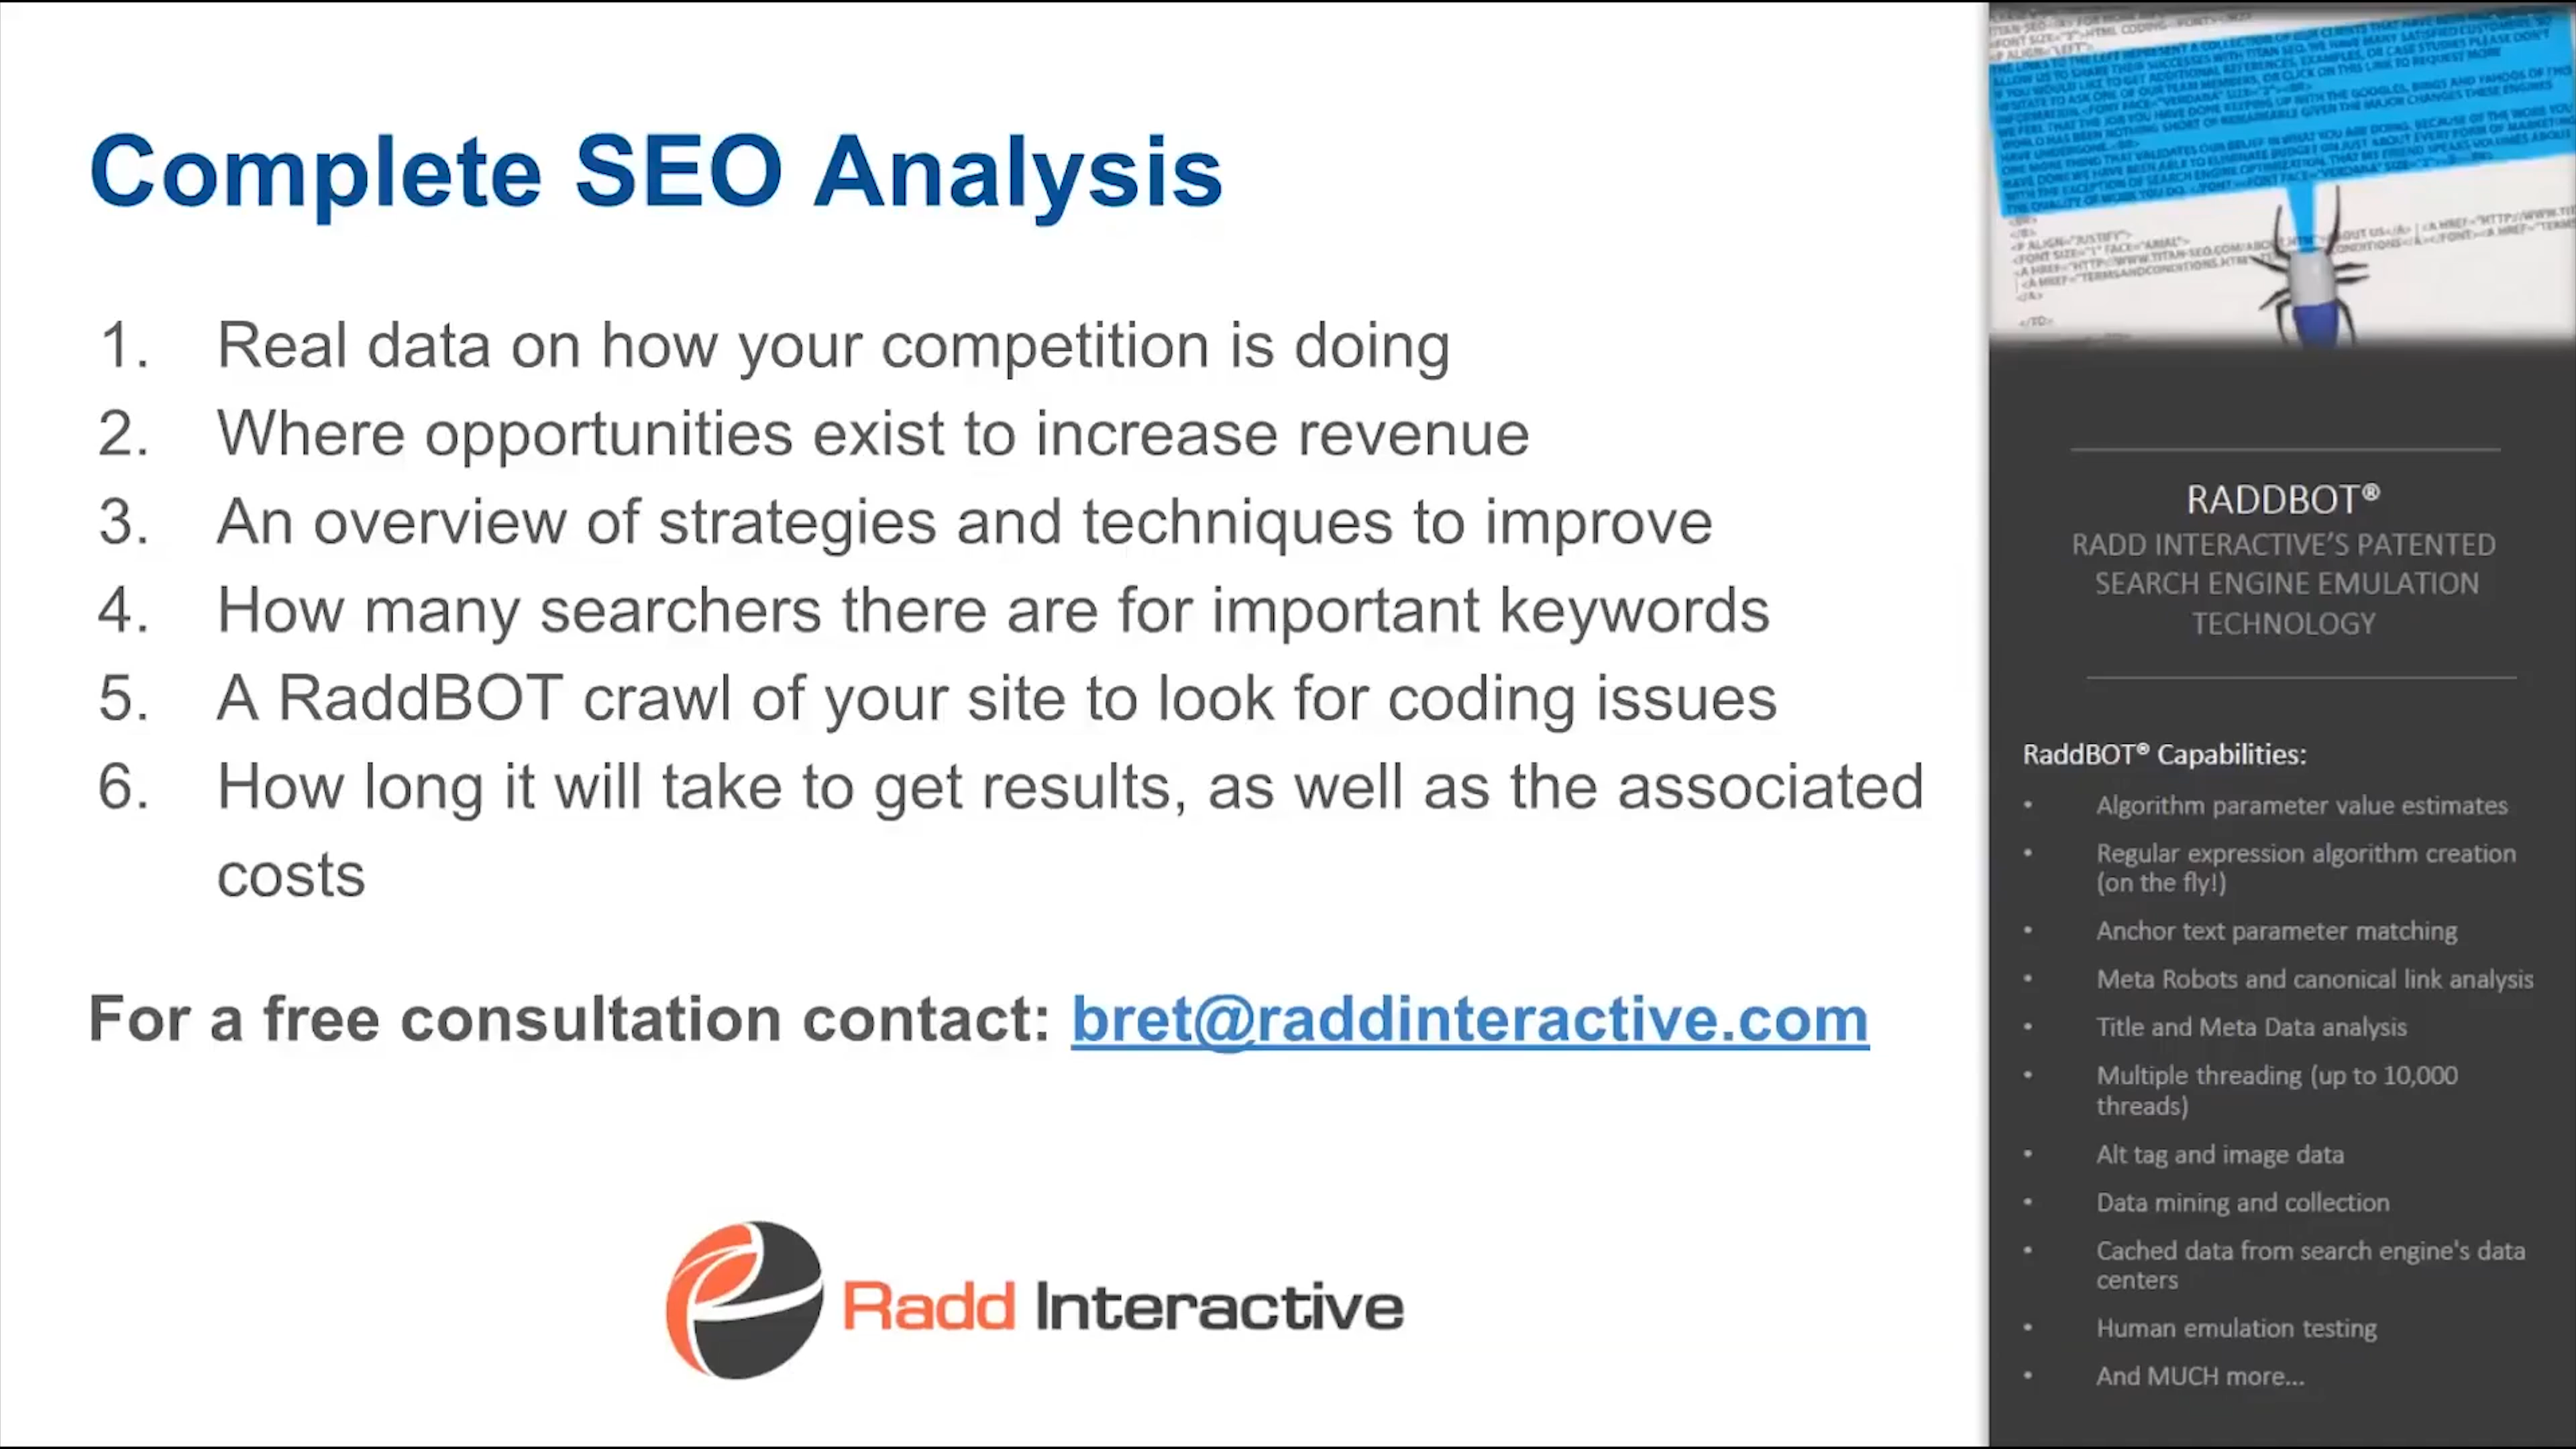 Complete SEO Analysis
1. Real data on how your competition is doing
2. Where opportunities exist to increase revenue
3. An overview of strategies and techniques to improve
4. How many searchers there are for important keywords
5. A RaddBOT crawl of your site to look for coding issues
6. How long it will take to get results, as well as the associated
costs
For a free consultation contact: bret@raddinteractive.com
Radd Interactive
RADDBOT®
RADD INTERACTIVE'S PATENTED
SEARCH ENGINE EMULATION
TECHNOLOGY
RaddBOT® Capabilities:
• Algorithm parameter value estimates
• Regular expression algorithm creation
(on the fly!)
• Anchor text parameter matching
• Meta Robots and canonical link analysis
• Title and Meta Data analysis
• Multiple threading (up to 10,000
threads)
• Alt tag and image data
• Data mining and collection
• Cached data from search engine's data
centers
• Human emulation testing
• And MUCH more...